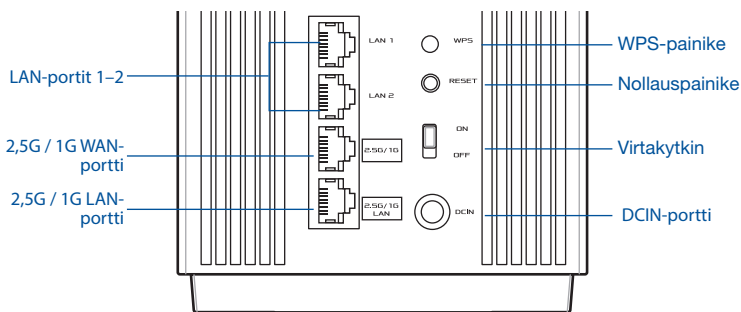 LAN-portit 1–2
2,5G / 1G WAN-
portti
2,5G / 1G LAN-
portti
LAN 1
LAN 2
2.5G/1G
2.5G/1G
LAN
WPS
RESET
ON
OFF
DCIN
WPS-painike
Nollauspainike
Virtakytkin
DCIN-portti